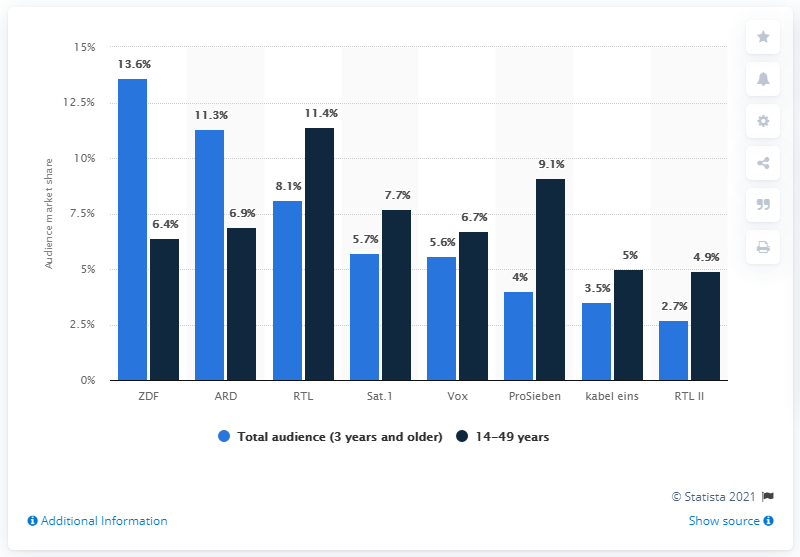 15%
12.5%
10%
7.5%
5%
2.5%
0%
Audience market share
13.6%
6.4%
11.3%
6.9%
8.1%
11.4%
5.7%
7.7%
5.6%
6.7%
4%
9.1%
3.5%
5%
2.7%
4.9%
ZDF
ARD
RTL
Sat.1
Vox
ProSieben
kabel eins
RTL II
Total audience (3 years and older)
14-49 years
© Statista 2021
Additional Information
Show source